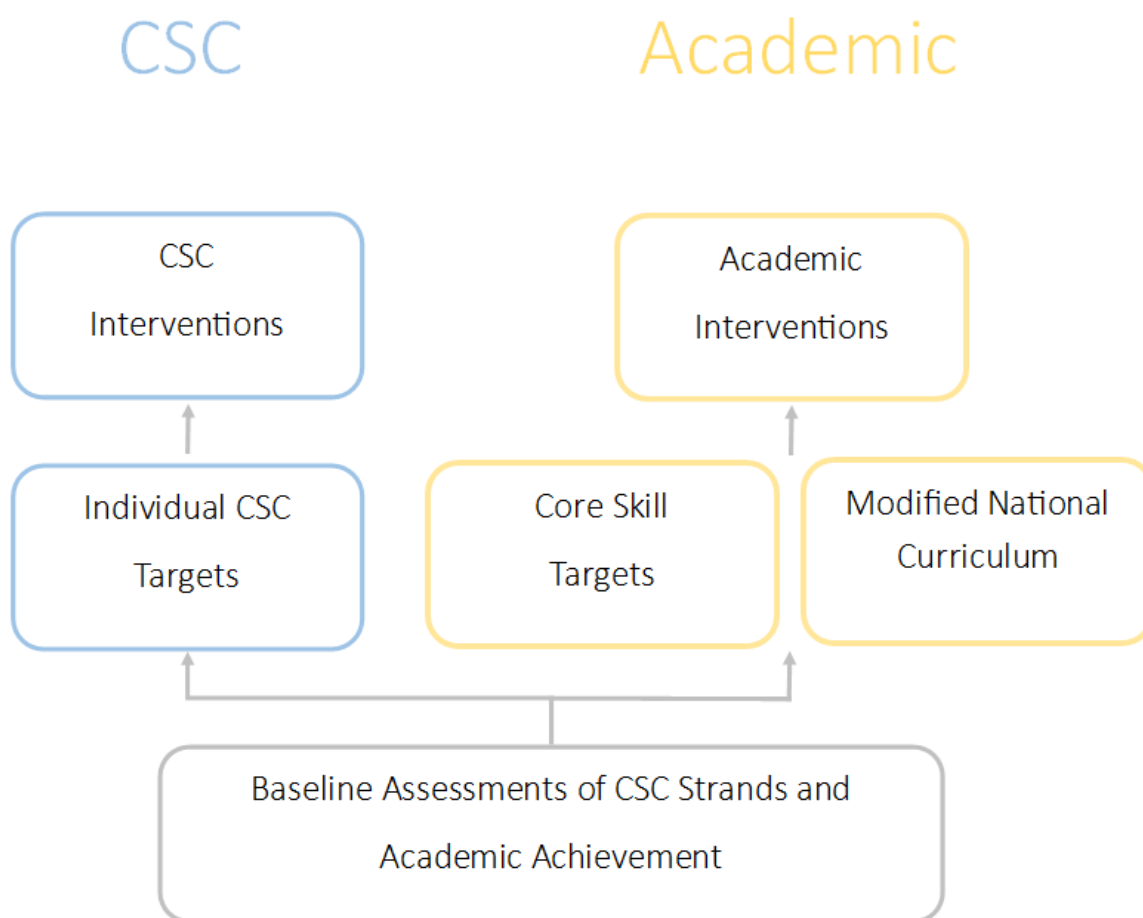 CSC
Academic
CSC
Interventions
Academic
Interventions
Individual CSC
Targets
Core Skill
Targets
Modified National
Curriculum
Baseline Assessments of CSC Strands and
Academic Achievement